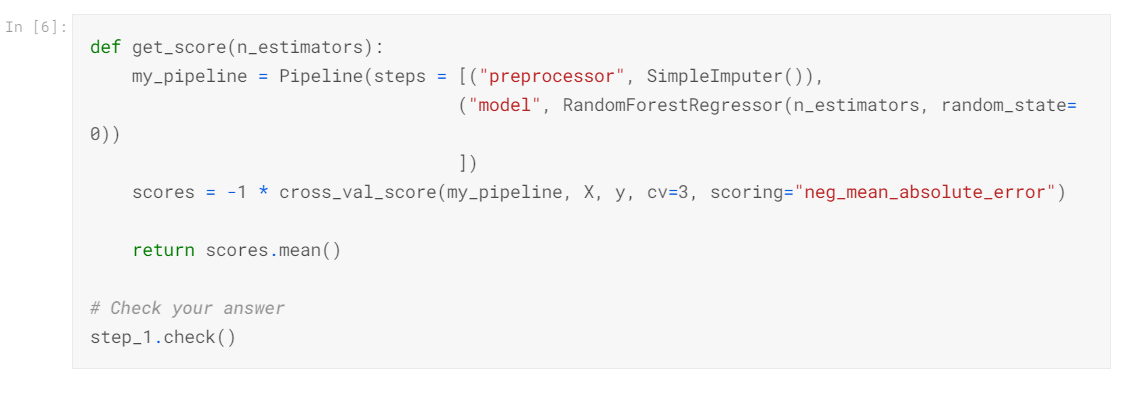 In [6]:
def get_score(n_estimators):
    my_pipeline = Pipeline(steps = [("preprocessor", SimpleImputer()),
                                   ("model", RandomForestRegressor(n_estimators, random_state=
0))
                                   ])
    scores = -1 * cross_val_score(my_pipeline, X, y, cv=3, scoring="neg_mean_absolute_error")
    return scores.mean()
# Check your answer
step_1.check()